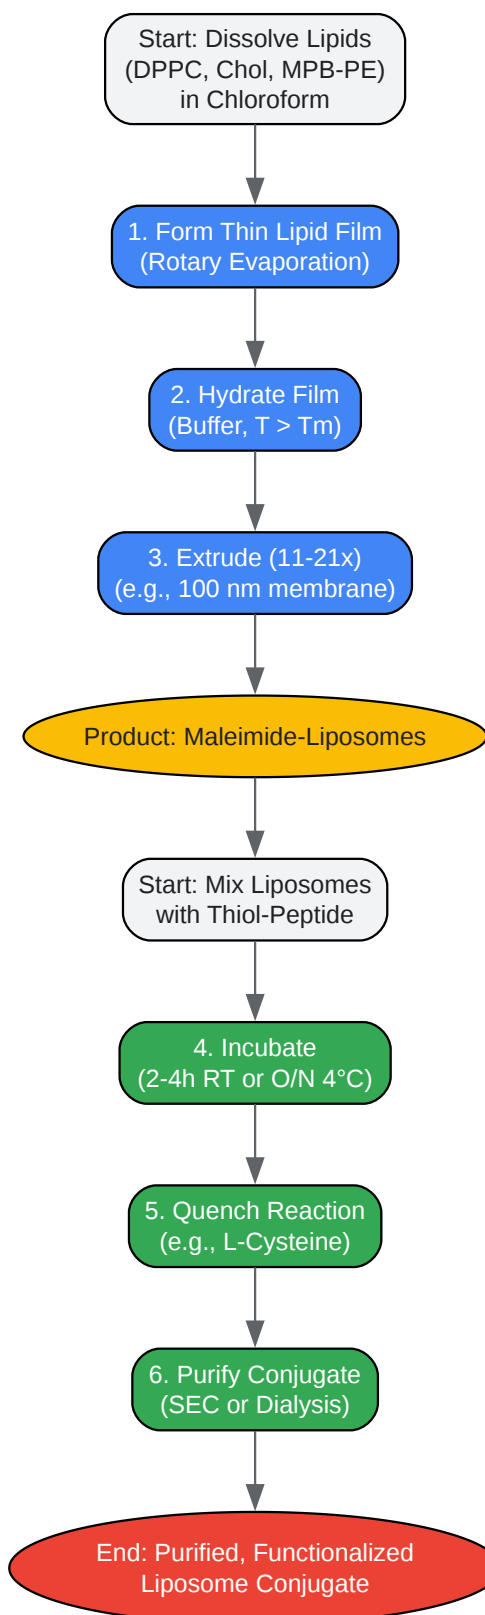 Start: Dissolve Lipids
(DPPC, Chol, MPB-PE)
in Chloroform
1. Form Thin Lipid Film
(Rotary Evaporation)
2. Hydrate Film
(Buffer, T > Tm)
3. Extrude (11-21x)
(e.g., 100 nm membrane)
Product: Maleimide-Liposomes
Start: Mix Liposomes
with Thiol-Peptide
4. Incubate
(2-4h RT or O/N 4°C)
5. Quench Reaction
(e.g., L-Cysteine)
6. Purify Conjugate
(SEC or Dialysis)
End: Purified, Functionalized
Liposome Conjugate